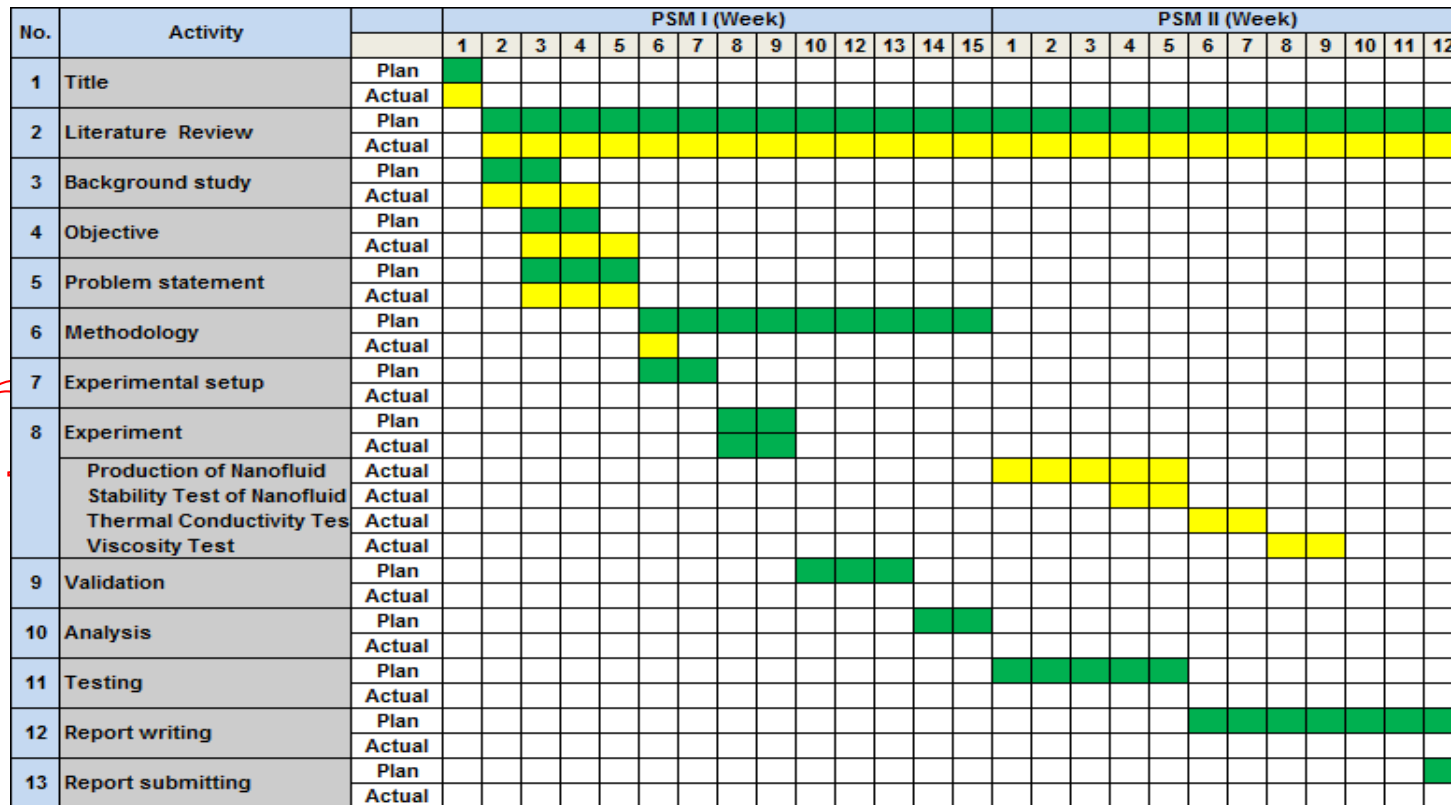 No. Activity PSM I (Week) PSM II (Week)
1 2 3 4 5 6 7 8 9 10 12 13 14 15 1 2 3 4 5 6 7 8 9 10 11 12
1 Title Plan
Actual
2 Literature Review Plan
Actual
3 Background study Plan
Actual
4 Objective Plan
Actual
5 Problem statement Plan
Actual
6 Methodology Plan
Actual
7 Experimental setup Plan
Actual
8 Experiment Plan
Actual
Production of Nanofluid Actual
Stability Test of Nanofluid Actual
Thermal Conductivity Tes Actual
Viscosity Test Actual
9 Validation Plan
Actual
10 Analysis Plan
Actual
11 Testing Plan
Actual
12 Report writing Plan
Actual
13 Report submitting Plan
Actual